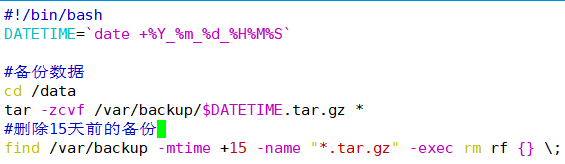 #!/bin/bash
DATETIME=`date +%Y_%m_%d_%H%M%S`
#备份数据
cd /data
tar -zcvf /var/backup/$DATETIME.tar.gz *
#删除15天前的备份
find /var/backup -mtime +15 -name "*.tar.gz" -exec rm rf {} \;